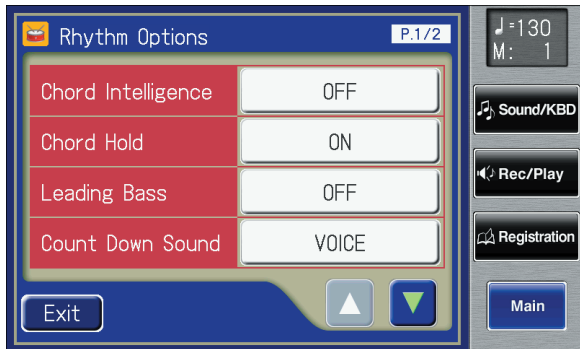 Rhythm Options P.1/2
Chord Intelligence OFF
Chord Hold ON
Leading Bass OFF
Count Down Sound VOICE
Exit
♩=130
M: 1
Sound/KBD
Rec/Play
Registration
Main